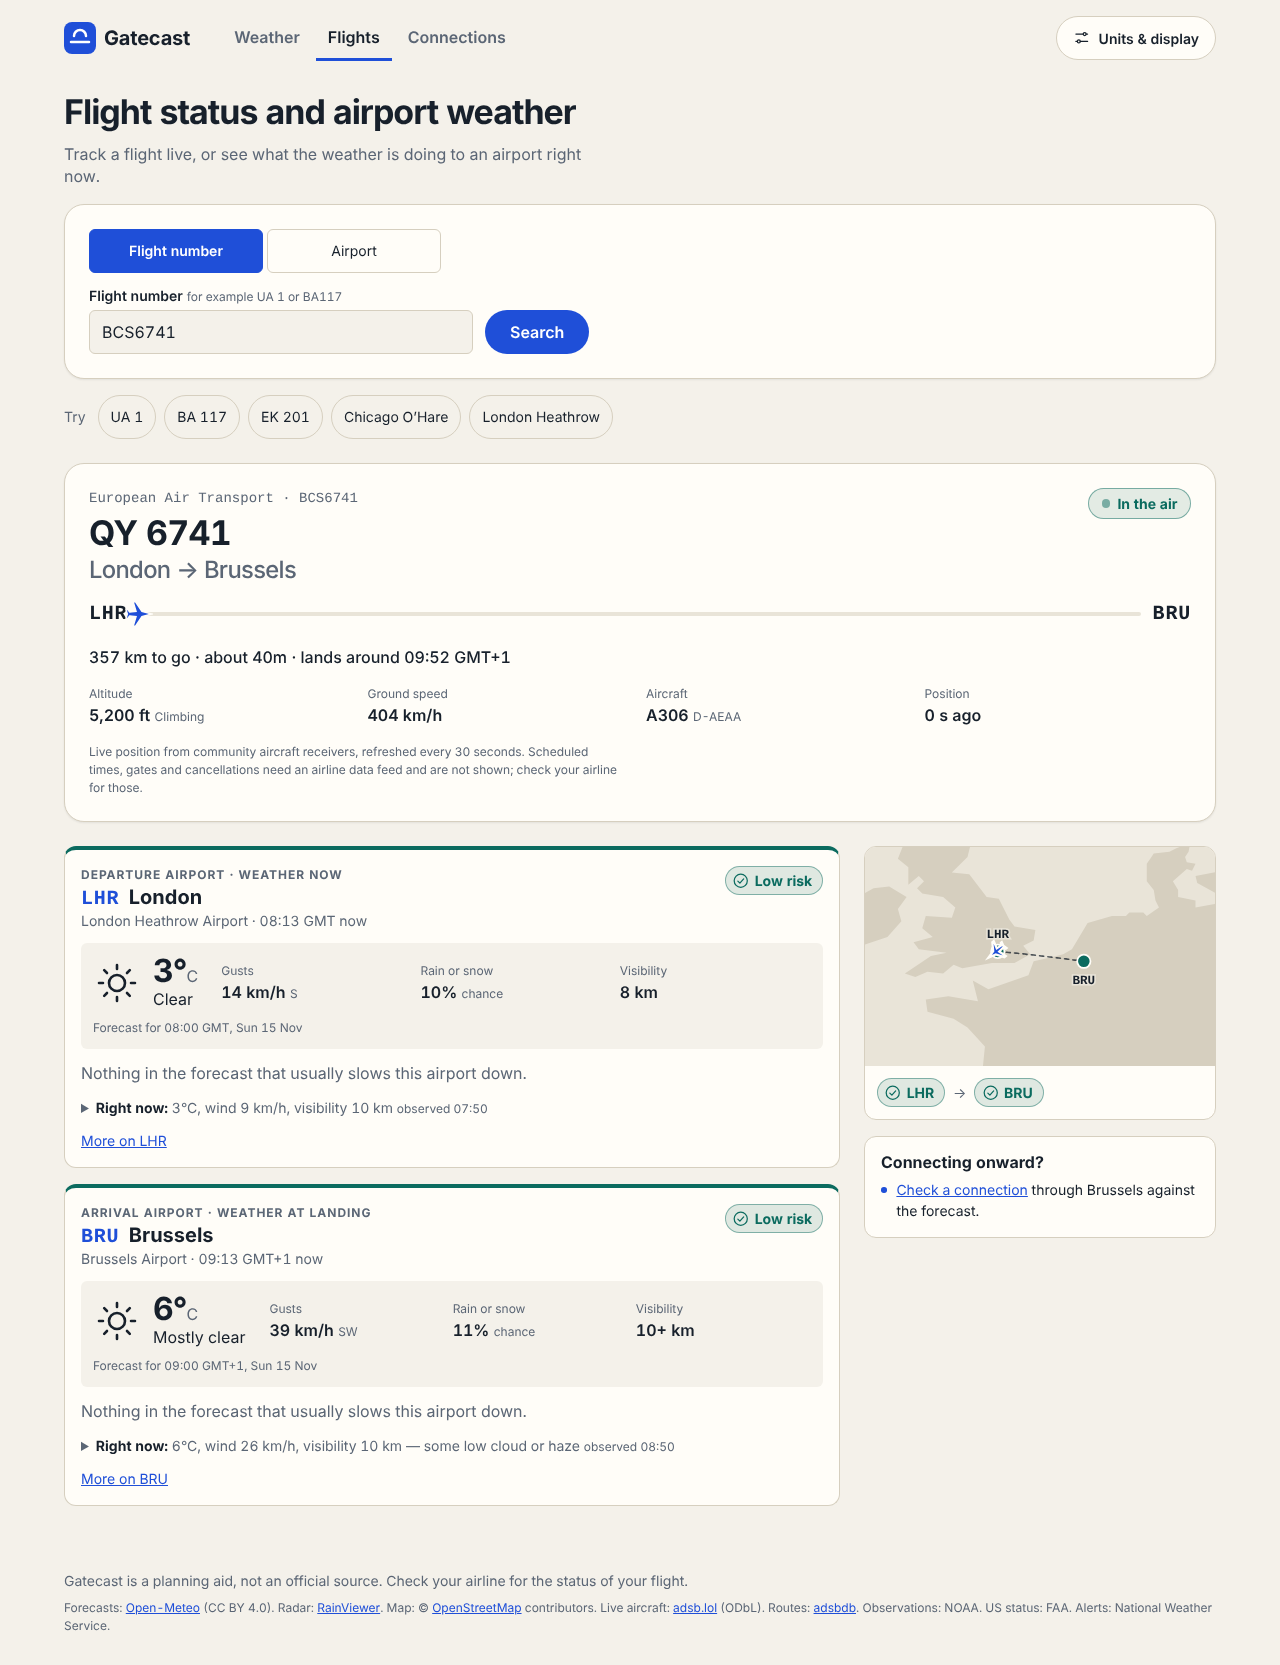 Gatecast
Weather
Flights
Connections
Units & display
Flight status and airport weather
Track a flight live, or see what the weather is doing to an airport right
now.
Flight number
Airport
Flight number for example UA 1 or BA117
BCS6741
Search
Try
UA 1
BA 117
EK 201
Chicago O’Hare
London Heathrow
European Air Transport · BCS6741
In the air
QY 6741
London → Brussels
LHR
BRU
357 km to go · about 40m · lands around 09:52 GMT+1
Altitude
Ground speed
Aircraft
Position
5,200 ft Climbing
404 km/h
A306 D-AEAA
0 s ago
Live position from community aircraft receivers, refreshed every 30 seconds. Scheduled
times, gates and cancellations need an airline data feed and are not shown; check your airline
for those.
DEPARTURE AIRPORT · WEATHER NOW
Low risk
LHR London
London Heathrow Airport · 08:13 GMT now
3°C
Clear
Gusts
14 km/h S
Rain or snow
10% chance
Visibility
8 km
Forecast for 08:00 GMT, Sun 15 Nov
Nothing in the forecast that usually slows this airport down.
Right now: 3°C, wind 9 km/h, visibility 10 km observed 07:50
More on LHR
ARRIVAL AIRPORT · WEATHER AT LANDING
Low risk
BRU Brussels
Brussels Airport · 09:13 GMT+1 now
6°C
Mostly clear
Gusts
39 km/h SW
Rain or snow
11% chance
Visibility
10+ km
Forecast for 09:00 GMT+1, Sun 15 Nov
Nothing in the forecast that usually slows this airport down.
Right now: 6°C, wind 26 km/h, visibility 10 km — some low cloud or haze observed 08:50
More on BRU
LHR
BRU
LHR → BRU
Connecting onward?
Check a connection through Brussels against
the forecast.
Gatecast is a planning aid, not an official source. Check your airline for the status of your flight.
Forecasts: Open-Meteo (CC BY 4.0). Radar: RainViewer. Map: © OpenStreetMap contributors. Live aircraft: adsb.lol (ODbL). Routes: adsbdb. Observations: NOAA. US status: FAA. Alerts: National Weather
Service.